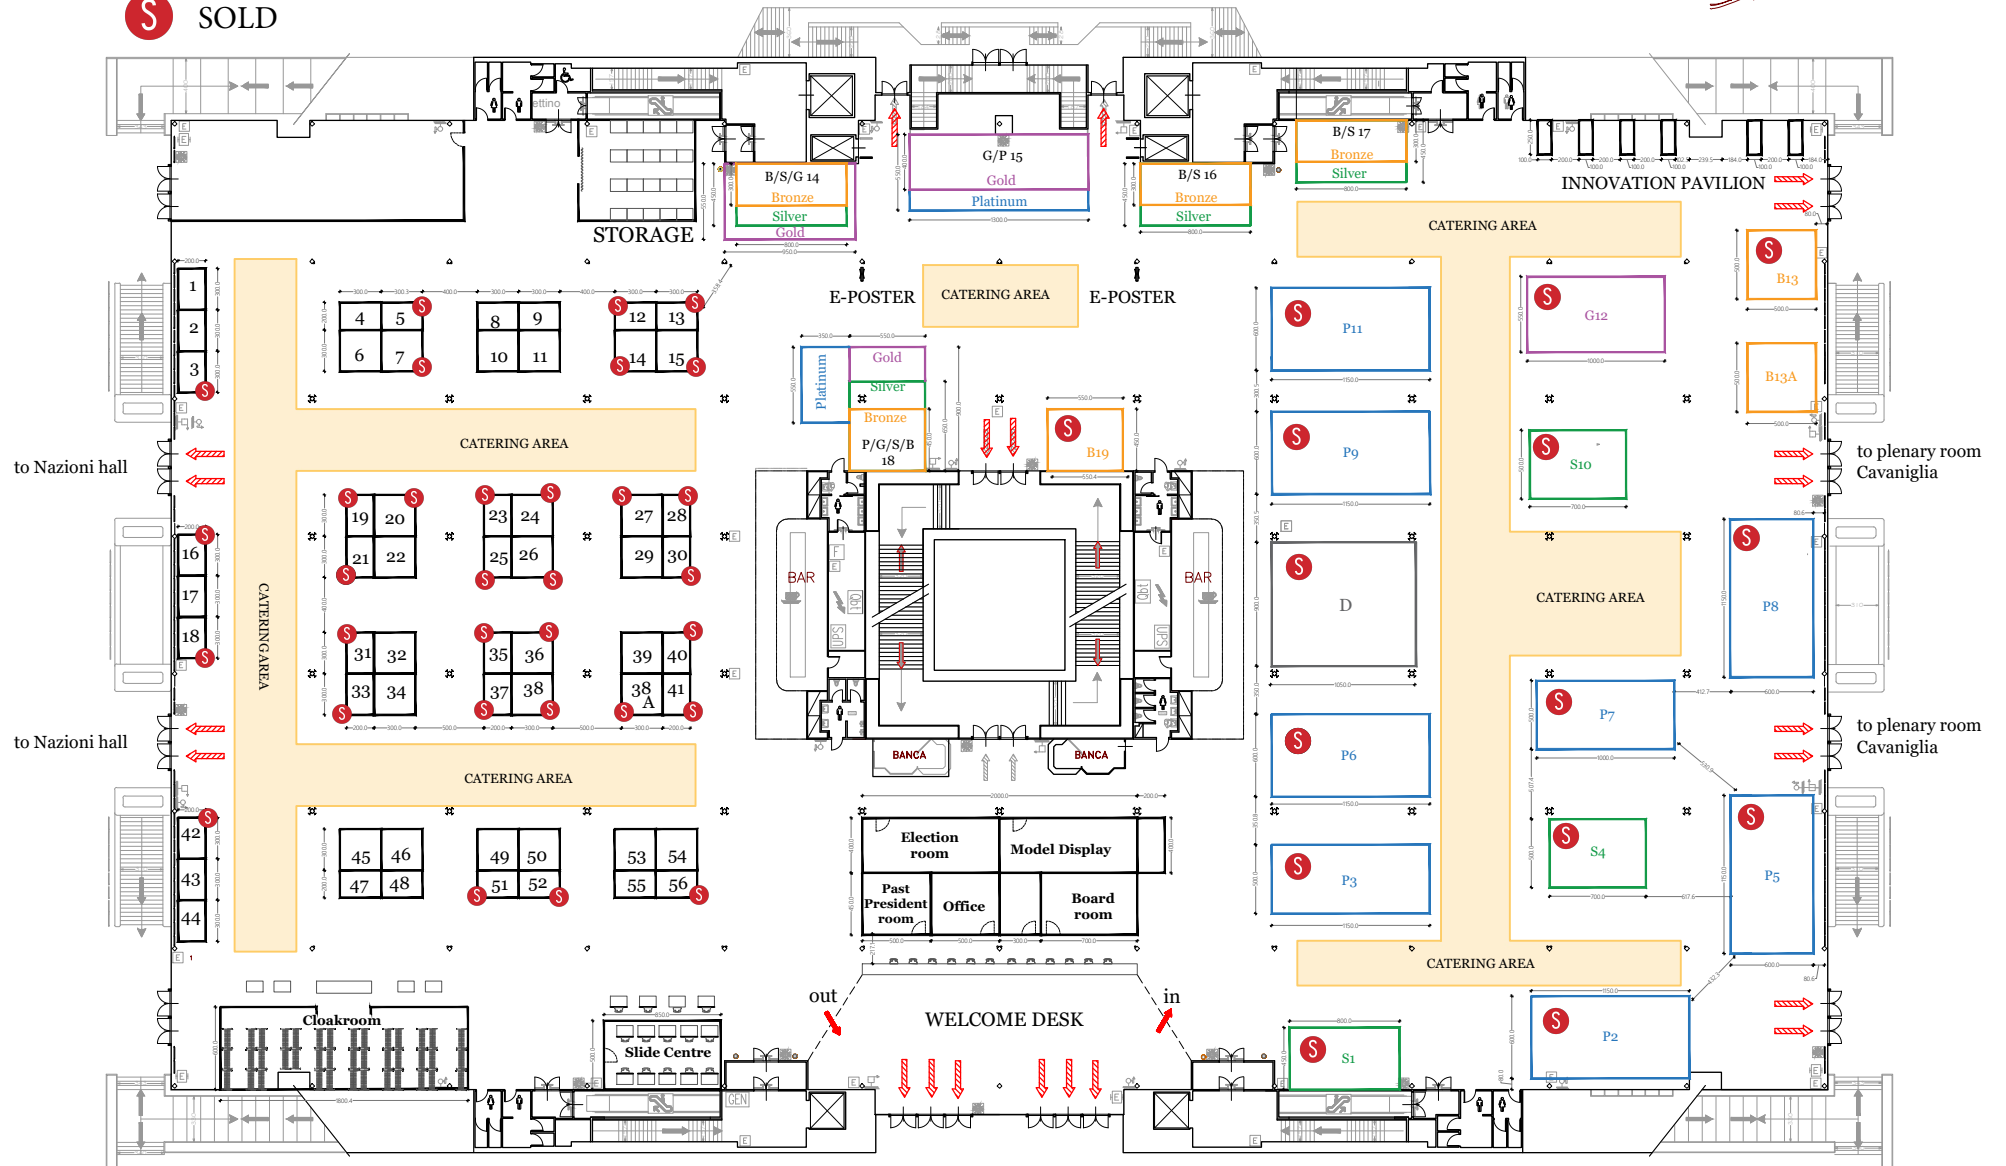 S SOLD
ettino
B/S 17
Bronze
Silver
G/P 15
Gold
Platinum
B/S/G 14
Bronze
Silver
Gold
B/S 16
Bronze
Silver
INNOVATION PAVILION
STORAGE
CATERING AREA
E-POSTER
CATERING AREA
E-POSTER
S
B13
1
2
3
S
4 5 S
6 7 S
8 9
10 11
S 12 13 S
S 14 15 S
S
P11
S
G12
B13A
Platinum
Gold
Silver
Bronze
P/G/S/B
18
S
B19
S
P9
S
S10
CATERING AREA
to Nazioni hall
to plenary room
Cavaniglia
S S
19 20
21 22
S
S S
23 24
25 26
S S
S S
27 28
29 30
S
S
16
17
18
S
CATERING AREA
BAR
BAR
F
Qbt
UPS
Qbt
UPS
S
D
CATERING AREA
S
P8
S
31 32
33 34
S
S S
35 36
37 38
S S
S
39 40
38
A
41
S S
S
P7
to Nazioni hall
to plenary room
Cavaniglia
BANCA
BANCA
S
P6
CATERING AREA
S
42
43
44
45 46
47 48
49 50
51 52
S S
53 54
55 56
S
Election
room
Model Display
Past
President
room
Office
Board
room
S
P3
S
S4
S
P5
CATERING AREA
out
in
WELCOME DESK
Cloakroom
Slide Centre
S
S1
S
P2
GEN